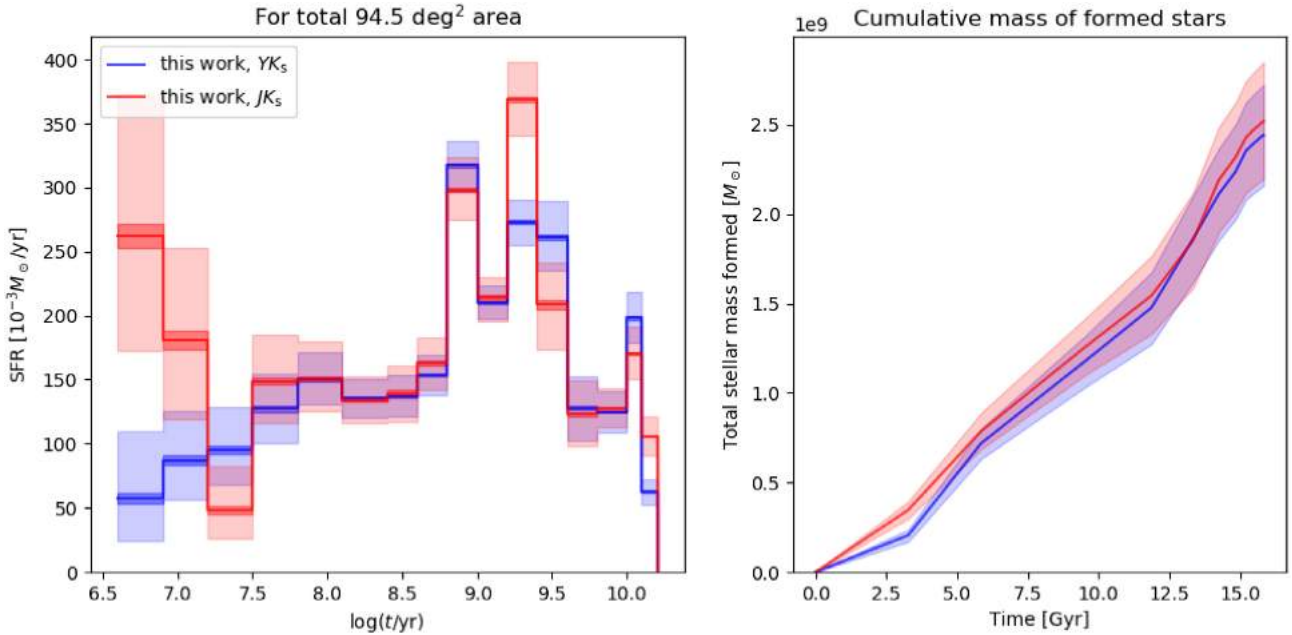 For total 94.5 deg² area
this work, YKₛ
this work, JKₛ
SFR [10⁻³M⊙/yr]
400
350
300
250
200
150
100
50
0
6.5 7.0 7.5 8.0 8.5 9.0 9.5 10.0
log(t/yr)
Cumulative mass of formed stars
1e9
Total stellar mass formed [M⊙]
2.5
2.0
1.5
1.0
0.5
0.0
0.0 2.5 5.0 7.5 10.0 12.5 15.0
Time [Gyr]